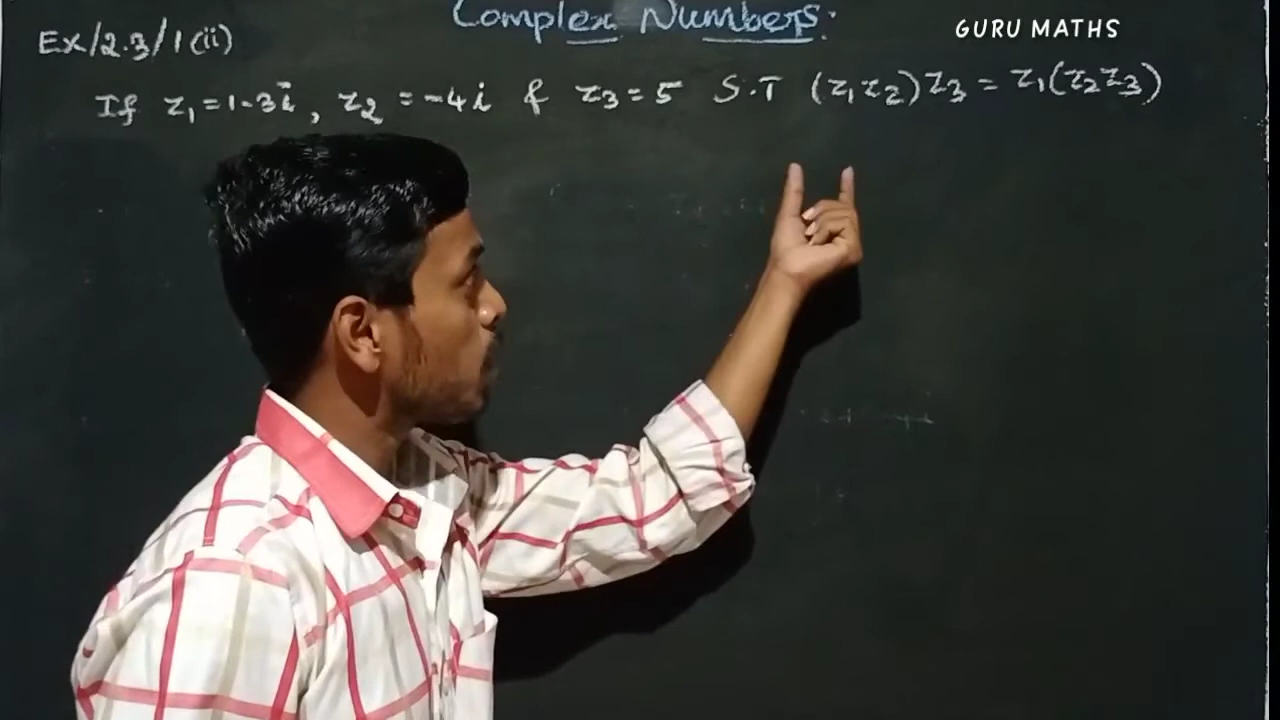 Complex Numbers:
GURU MATHS
Ex/2.3/1(ii)
If z₁=1-3i, z₂ =-4i & z₃=5 S.T (z₁z₂)z₃ = z₁(z₂z₃)